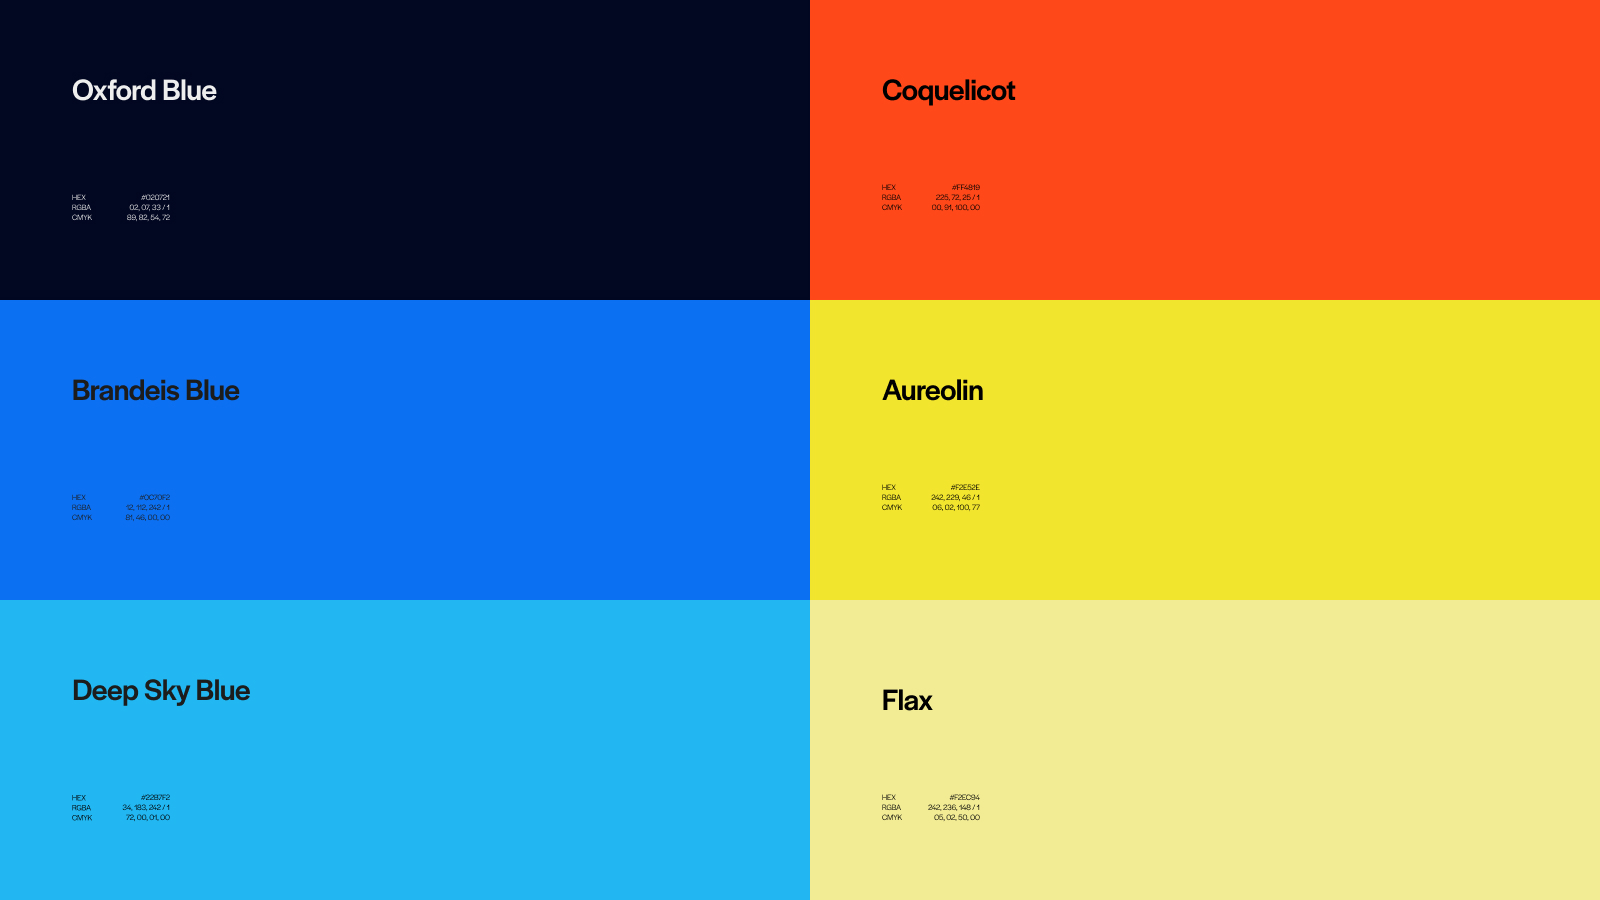 Oxford Blue
HEX #020721
RGBA 02, 07, 33 / 1
CMYK 89, 82, 54, 72
Coquelicot
HEX #FF4819
RGBA 225, 72, 25 / 1
CMYK 00, 91, 100, 00
Brandeis Blue
HEX #0C70F2
RGBA 12, 112, 242 / 1
CMYK 81, 46, 00, 00
Aureolin
HEX #F2E52E
RGBA 242, 229, 46 / 1
CMYK 06, 02, 100, 77
Deep Sky Blue
HEX #22B7F2
RGBA 34, 183, 242 / 1
CMYK 72, 00, 01, 00
Flax
HEX #F2EC94
RGBA 242, 236, 148 / 1
CMYK 05, 02, 50, 00